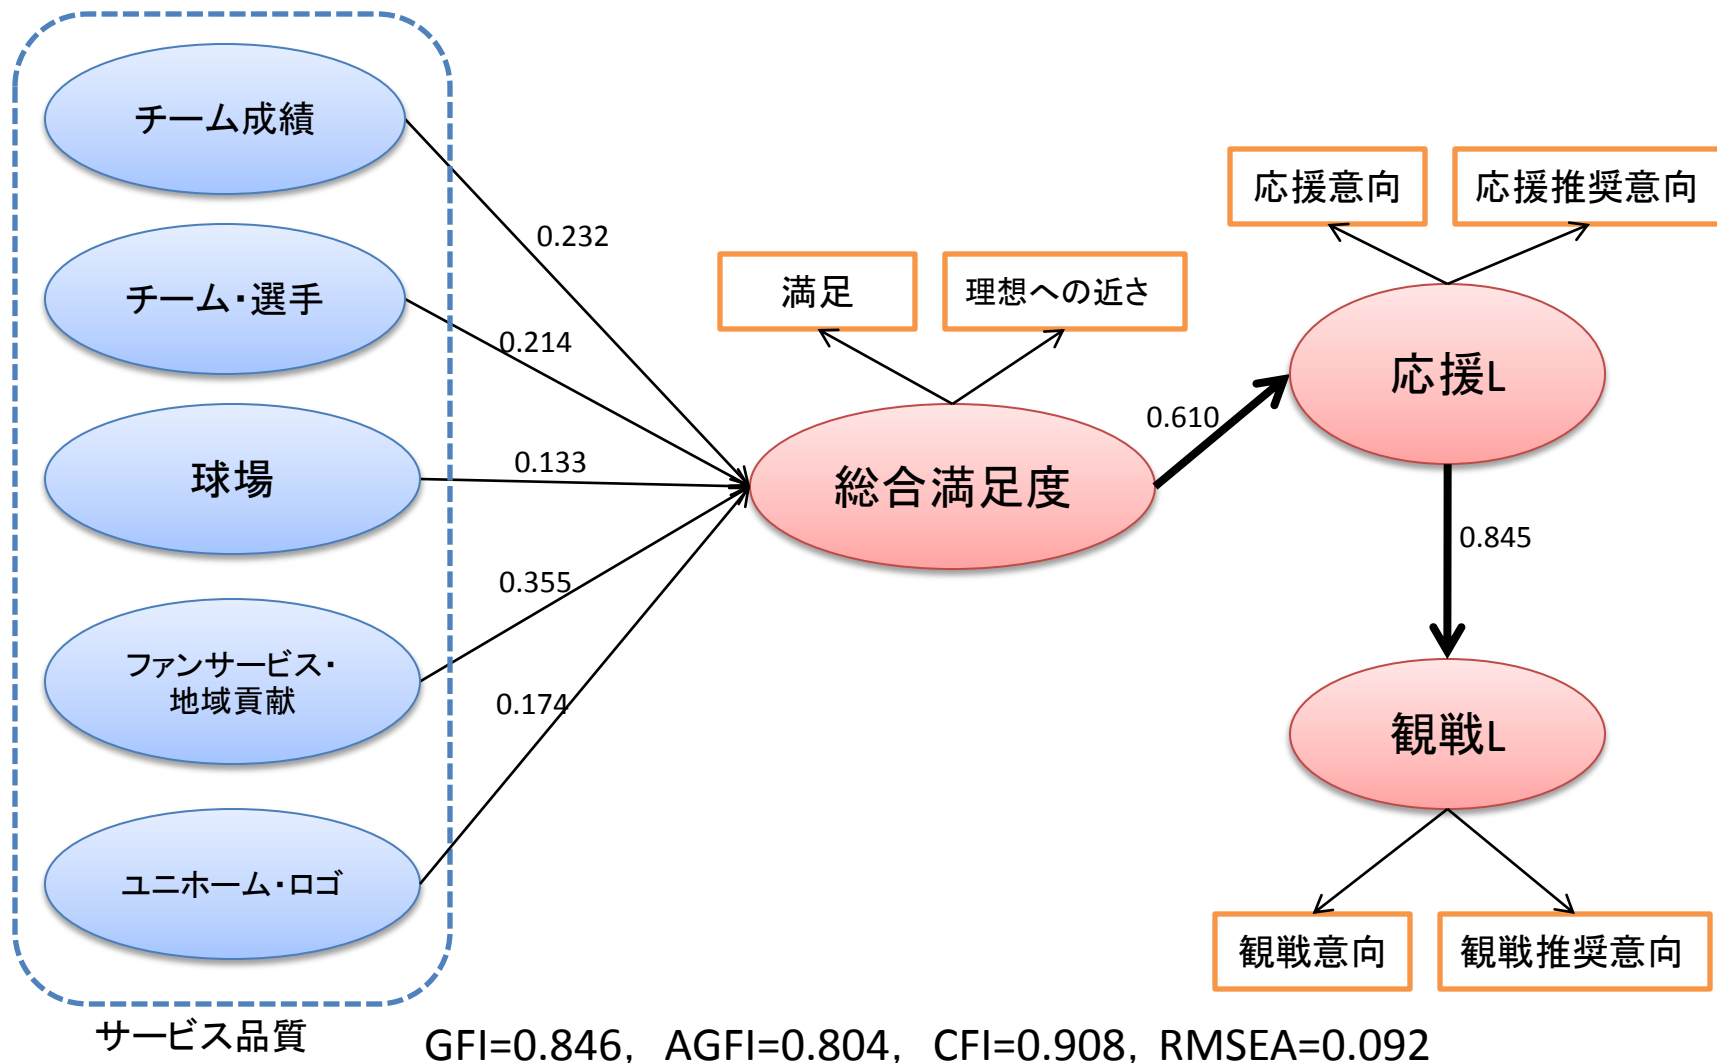 チーム成績
チーム・選手
球場
ファンサービス・
地域貢献
ユニホーム・ロゴ
サービス品質
0.232
0.214
0.133
0.355
0.174
満足
理想への近さ
総合満足度
0.610
応援意向
応援推奨意向
応援L
0.845
観戦L
観戦意向
観戦推奨意向
GFI=0.846, AGFI=0.804, CFI=0.908, RMSEA=0.092